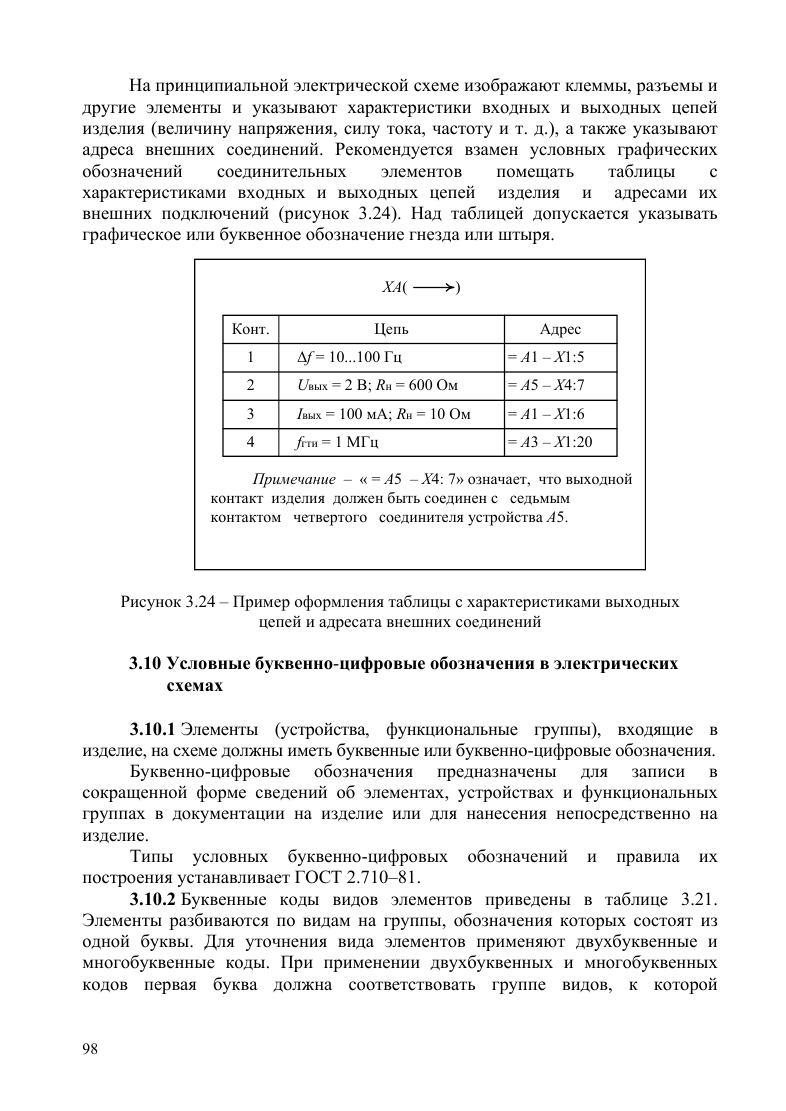 На принципиальной электрической схеме изображают клеммы, разъемы и
другие элементы и указывают характеристики входных и выходных цепей
изделия (величину напряжения, силу тока, частоту и т. д.), а также указывают
адреса внешних соединений. Рекомендуется взамен условных графических
обозначений соединительных элементов помещать таблицы с
характеристиками входных и выходных цепей изделия и адресами их
внешних подключений (рисунок 3.24). Над таблицей допускается указывать
графическое или буквенное обозначение гнезда или штыря.
XA( ⟶ )
Конт. Цепь Адрес
1 Δf = 10...100 Гц = A1 – X1:5
2 Uвых = 2 В; Rн = 600 Ом = A5 – X4:7
3 Iвых = 100 мА; Rн = 10 Ом = A1 – X1:6
4 fгти = 1 МГц = A3 – X1:20
Примечание – « = A5 – X4: 7» означает, что выходной
контакт изделия должен быть соединен с седьмым
контактом четвертого соединителя устройства A5.
Рисунок 3.24 – Пример оформления таблицы с характеристиками выходных
цепей и адресата внешних соединений
3.10 Условные буквенно-цифровые обозначения в электрических
схемах
3.10.1 Элементы (устройства, функциональные группы), входящие в
изделие, на схеме должны иметь буквенные или буквенно-цифровые обозначения.
Буквенно-цифровые обозначения предназначены для записи в
сокращенной форме сведений об элементах, устройствах и функциональных
группах в документации на изделие или для нанесения непосредственно на
изделие.
Типы условных буквенно-цифровых обозначений и правила их
построения устанавливает ГОСТ 2.710–81.
3.10.2 Буквенные коды видов элементов приведены в таблице 3.21.
Элементы разбиваются по видам на группы, обозначения которых состоят из
одной буквы. Для уточнения вида элементов применяют двухбуквенные и
многобуквенные коды. При применении двухбуквенных и многобуквенных
кодов первая буква должна соответствовать группе видов, к которой
98